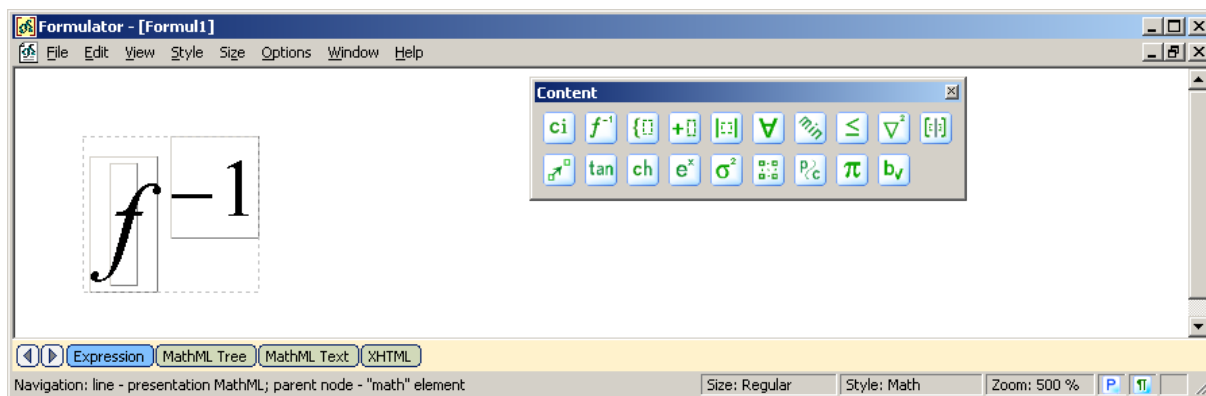 Formulator - [Formul1]
File Edit View Style Size Options Window Help
Content
ci f⁻¹ {[] +[] |[]| ∀ min ≤ ∇² [[|]]
tan ch eˣ σ² P/C π b√
f⁻¹
Expression MathML Tree MathML Text XHTML
Navigation: line - presentation MathML; parent node - "math" element Size: Regular Style: Math Zoom: 500 % P ¶